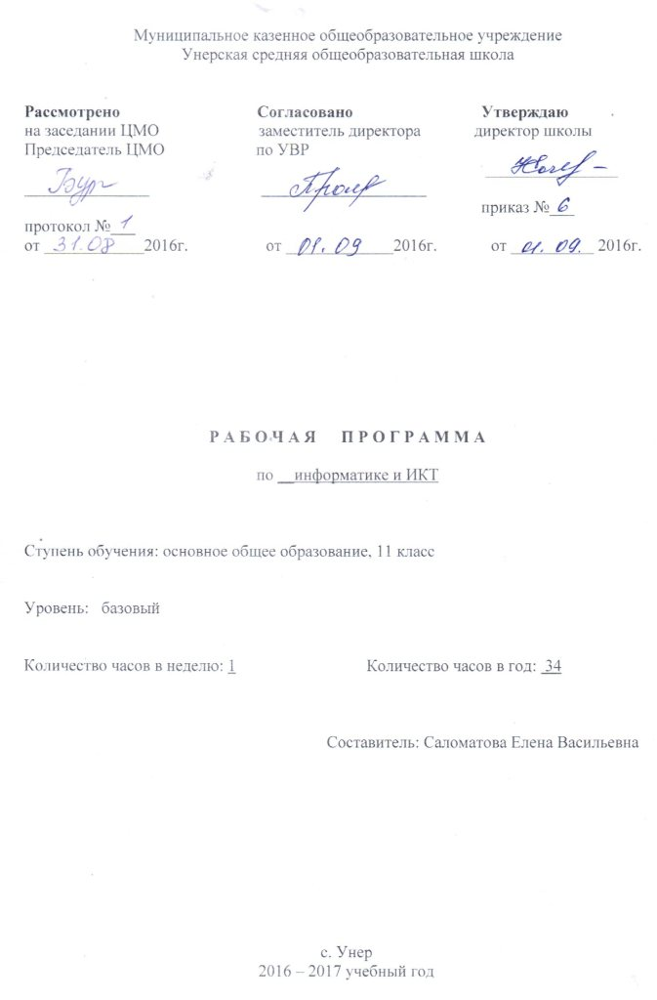 Муниципальное казенное общеобразовательное учреждение
Унерская средняя общеобразовательная школа
Рассмотрено Согласовано Утверждаю
на заседании ЦМО заместитель директора директор школы
Председатель ЦМО по УВР
приказ № 6
протокол № 1
от 31.08 2016г. от 01.09 2016г. от 01.09. 2016г.
РАБОЧАЯ ПРОГРАММА
по __информатике и ИКТ
Ступень обучения: основное общее образование, 11 класс
Уровень: базовый
Количество часов в неделю: 1 Количество часов в год: 34
Составитель: Саломатова Елена Васильевна
с. Унер
2016 – 2017 учебный год